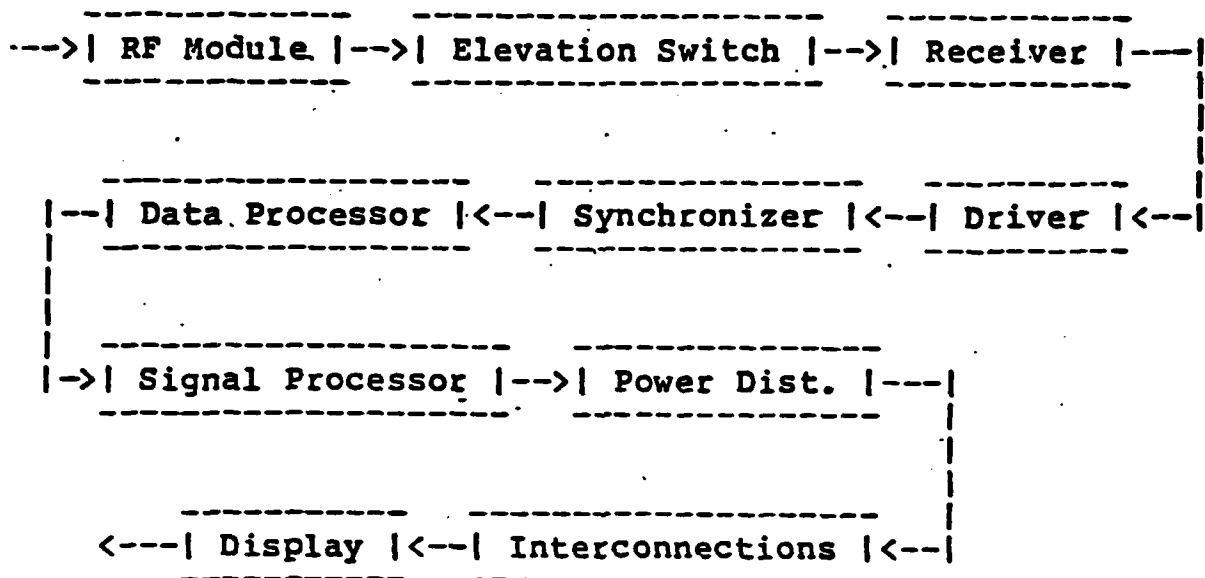 RF Module Elevation Switch Receiver
Data Processor Synchronizer Driver
Signal Processor Power Dist.
Display Interconnections